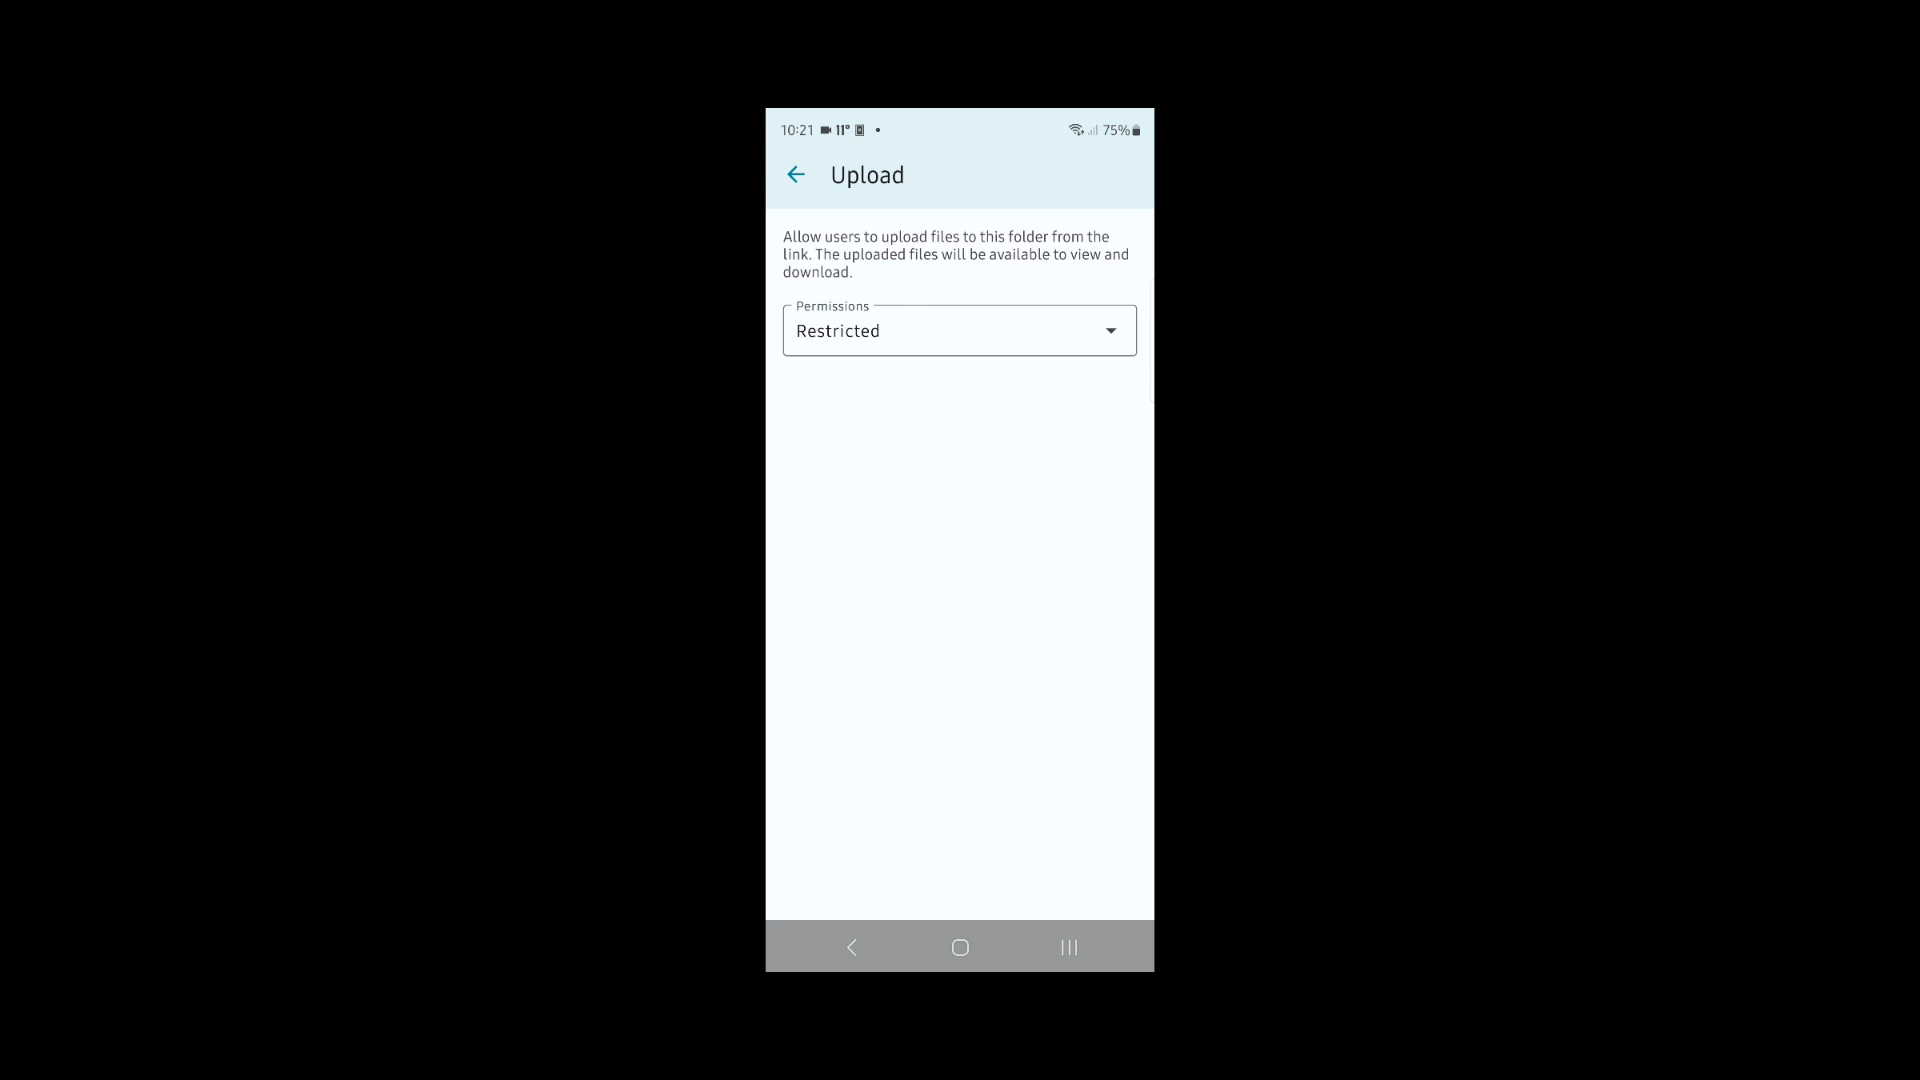 10:21 11° 75%
Upload
Allow users to upload files to this folder from the
link. The uploaded files will be available to view and
download.
Permissions
Restricted